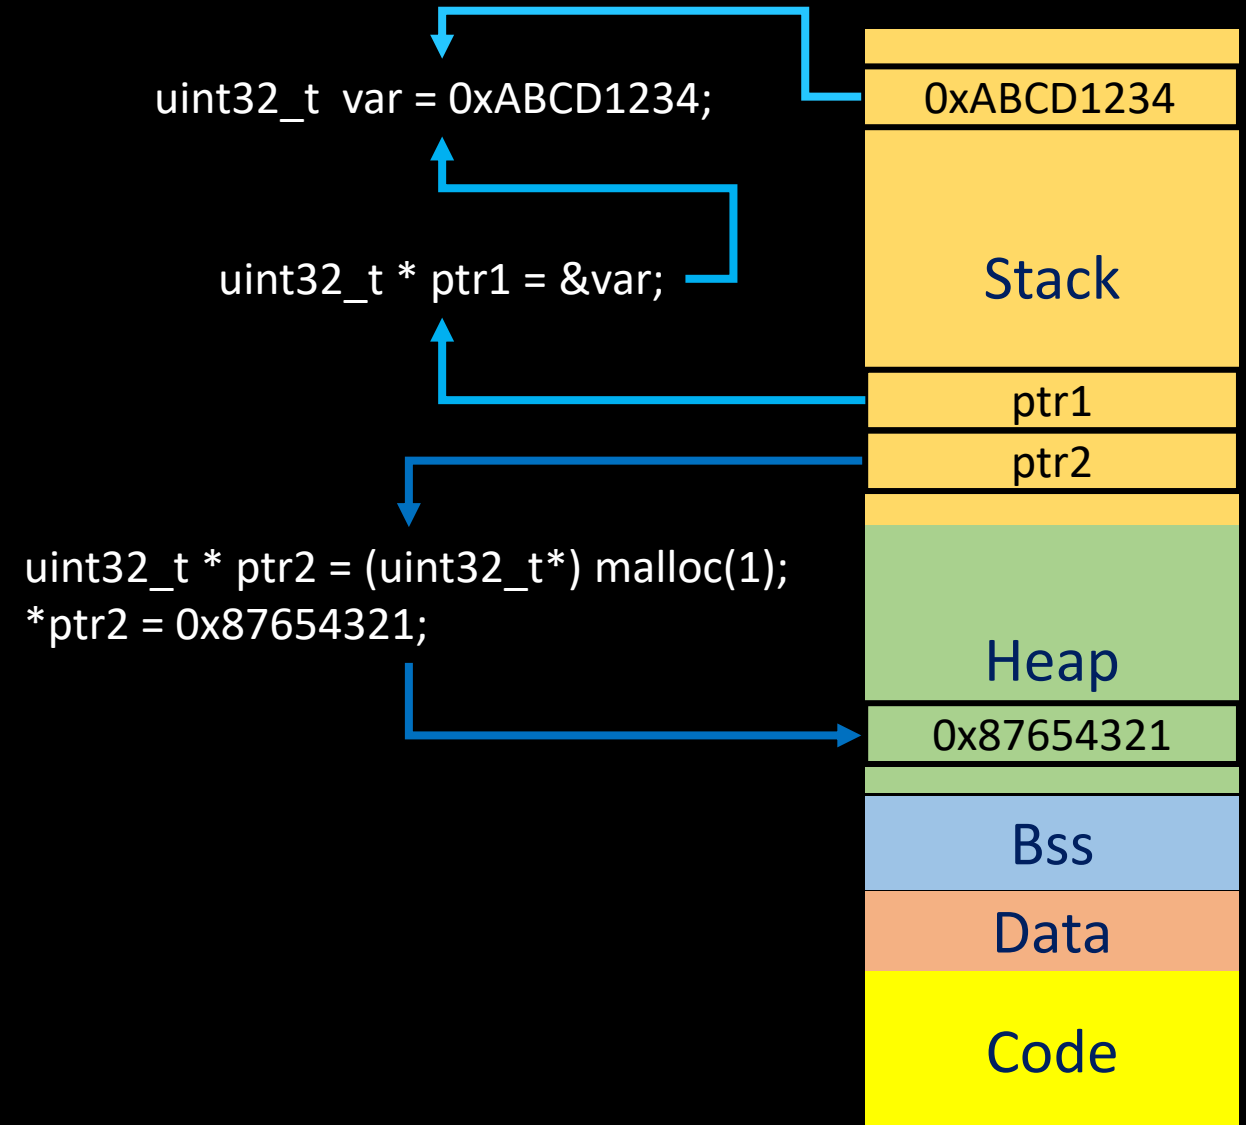 uint32_t  var = 0xABCD1234;
0xABCD1234
uint32_t * ptr1 = &var;
Stack
ptr1
ptr2
uint32_t * ptr2 = (uint32_t*) malloc(1);
*ptr2 = 0x87654321;
Heap
0x87654321
Bss
Data
Code